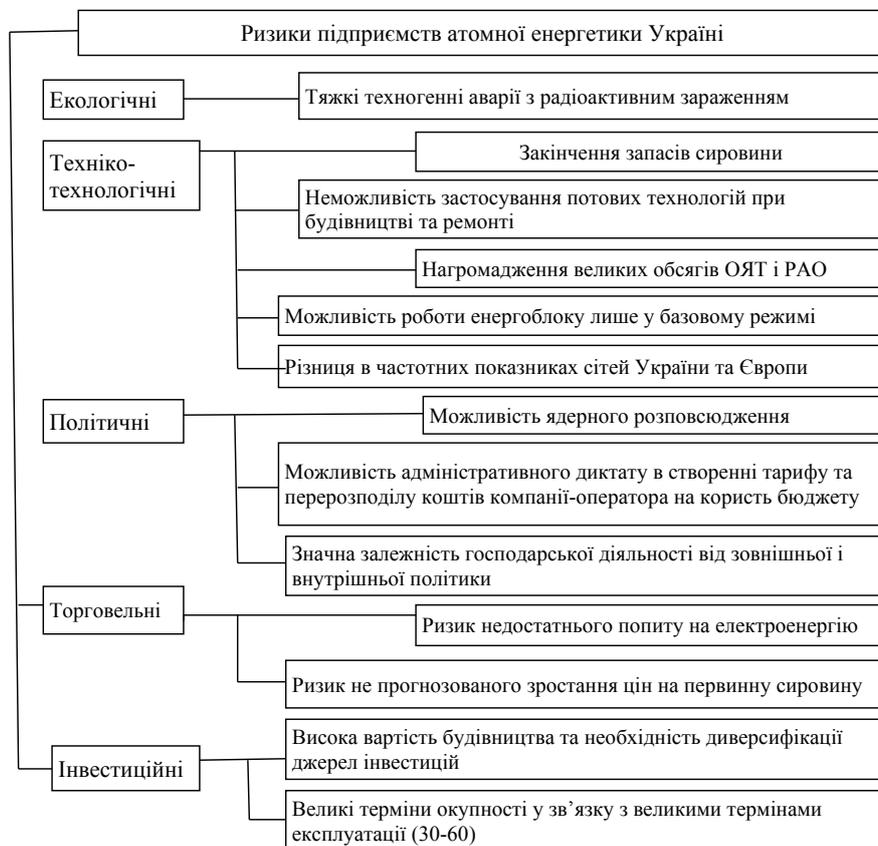 Ризики підприємств атомної енергетики Україні
Екологічні
Тяжкі техногенні аварії з радіоактивним зараженням
Техніко-
технологічні
Закінчення запасів сировини
Неможливість застосування потових технологій при
будівництві та ремонті
Нагромадження великих обсягів ОЯТ і РАО
Можливість роботи енергоблоку лише у базовому режимі
Різниця в частотних показниках сітей України та Європи
Політичні
Можливість ядерного розповсюдження
Можливість адміністративного диктату в створенні тарифу та
перерозподілу коштів компанії-оператора на користь бюджету
Значна залежність господарської діяльності від зовнішньої і
внутрішньої політики
Торговельні
Ризик недостатнього попиту на електроенергію
Ризик не прогнозованого зростання цін на первинну сировину
Інвестиційні
Висока вартість будівництва та необхідність диверсифікації
джерел інвестицій
Великі терміни окупності у зв’язку з великими термінами
експлуатації (30-60)